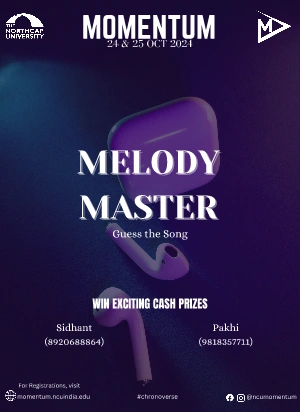 THE
NORTHCAP
UNIVERSITY
MOMENTUM
24 & 25 OCT 2024
M
MELODY
MASTER
Guess the Song
WIN EXCITING CASH PRIZES
Sidhant
(8920688864)
Pakhi
(9818357711)
For Registrations, visit
momentum.ncuindia.edu
#chronoverse
@ncumomentum